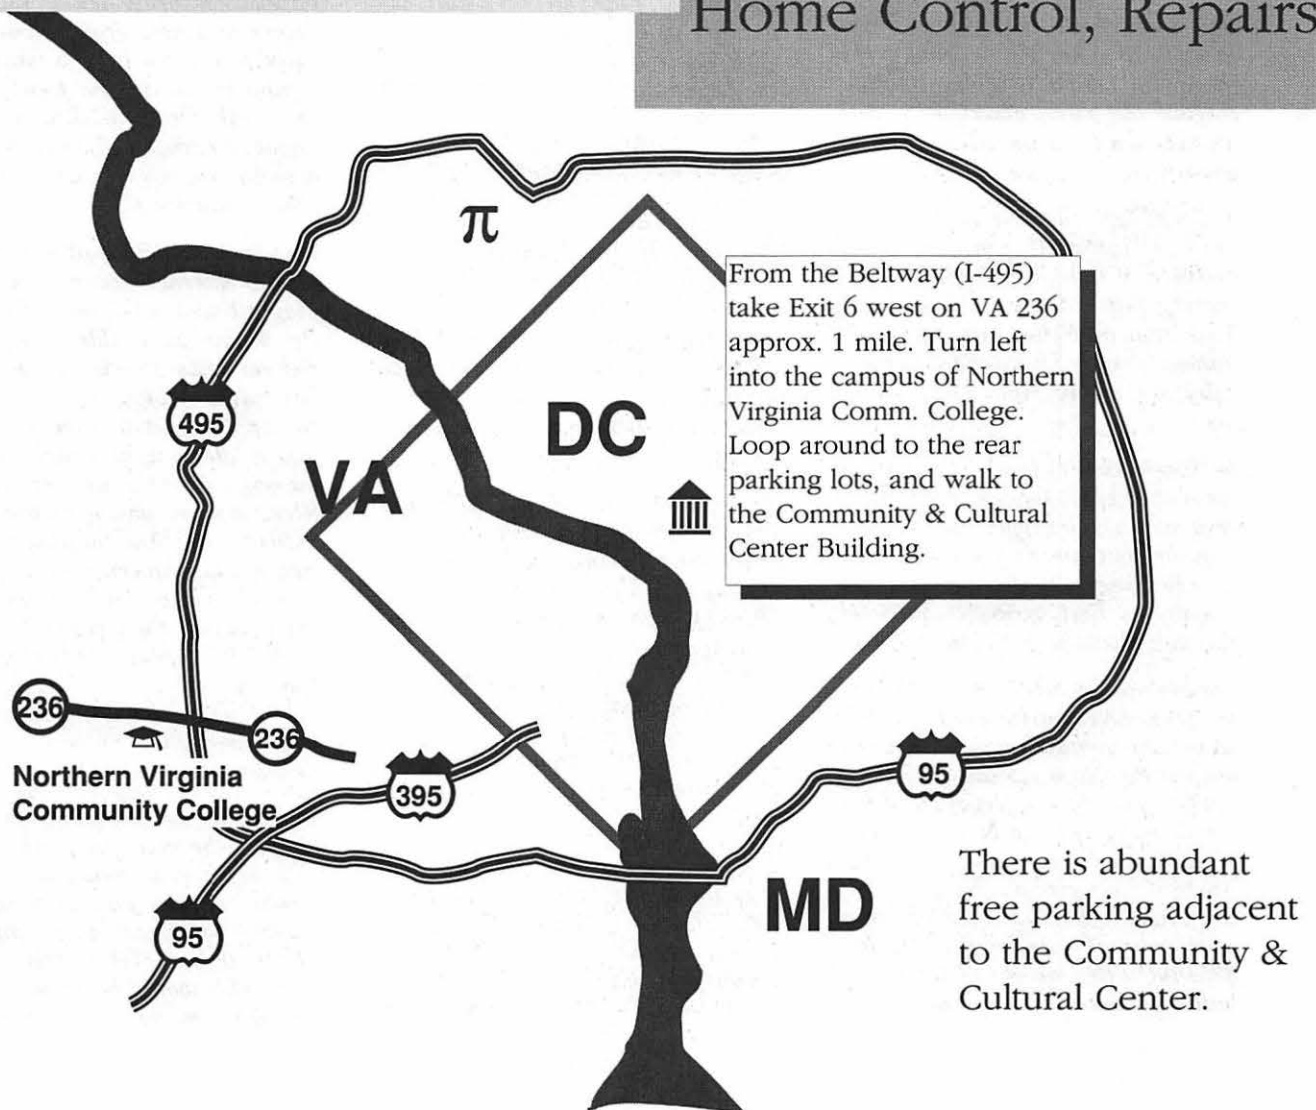 Home Control, Repairs
π
From the Beltway (I-495)
take Exit 6 west on VA 236
approx. 1 mile. Turn left
into the campus of Northern
Virginia Comm. College.
Loop around to the rear
parking lots, and walk to
the Community & Cultural
Center Building.
495
DC
VA
236
236
Northern Virginia
Community College
395
95
95
MD
There is abundant
free parking adjacent
to the Community &
Cultural Center.